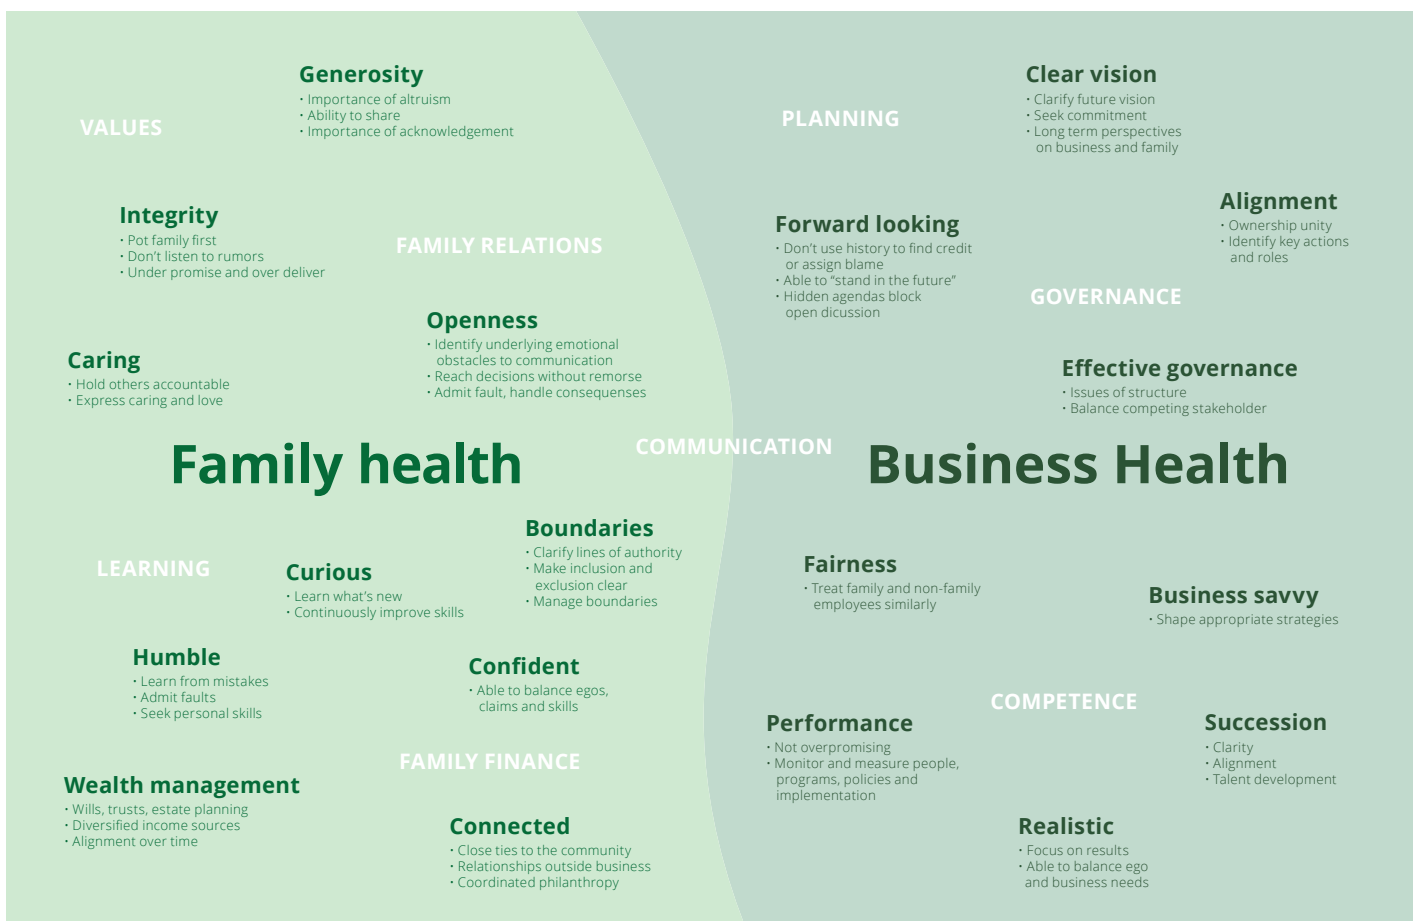 Generosity
• Importance of altruism
• Ability to share
• Importance of acknowledgement
VALUES
Integrity
• Pot family first
• Don’t listen to rumors
• Under promise and over deliver
FAMILY RELATIONS
Openness
• Identify underlying emotional
obstacles to communication
• Reach decisions without remorse
• Admit fault, handle consequenses
Caring
• Hold others accountable
• Express caring and love
Family health
COMMUNICATION
Boundaries
• Clarify lines of authority
• Make inclusion and
exclusion clear
• Manage boundaries
LEARNING
Curious
• Learn what’s new
• Continuously improve skills
Humble
• Learn from mistakes
• Admit faults
• Seek personal skills
Confident
• Able to balance egos,
claims and skills
FAMILY FINANCE
Wealth management
• Wills, trusts, estate planning
• Diversified income sources
• Alignment over time
Connected
• Close ties to the community
• Relationships outside business
• Coordinated philanthropy
PLANNING
Clear vision
• Clarify future vision
• Seek commitment
• Long term perspectives
on business and family
Alignment
• Ownership unity
• Identify key actions
and roles
Forward looking
• Don’t use history to find credit
or assign blame
• Able to “stand in the future”
• Hidden agendas block
open dicussion
GOVERNANCE
Effective governance
• Issues of structure
• Balance competing stakeholder
Business Health
Fairness
• Treat family and non-family
employees similarly
Business savvy
• Shape appropriate strategies
COMPETENCE
Performance
• Not overpromising
• Monitor and measure people,
programs, policies and
implementation
Succession
• Clarity
• Alignment
• Talent development
Realistic
• Focus on results
• Able to balance ego
and business needs